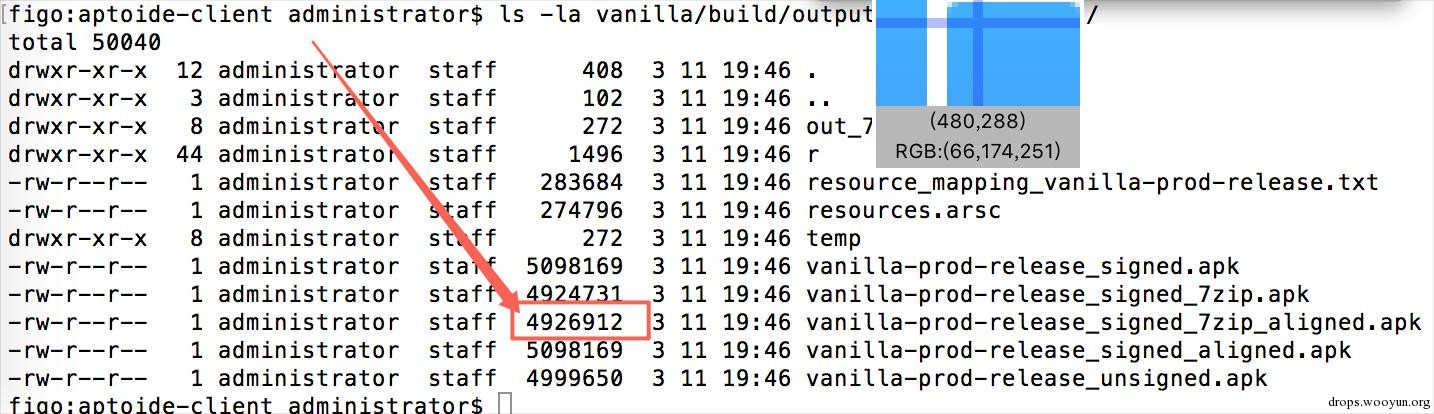 [figo:aptoide-client administrator$ ls -la vanilla/build/output /
total 50040
drwxr-xr-x 12 administrator staff 408 3 11 19:46 .
drwxr-xr-x 3 administrator staff 102 3 11 19:46 ..
drwxr-xr-x 8 administrator staff 272 3 11 19:46 out_7
drwxr-xr-x 44 administrator staff 1496 3 11 19:46 r
-rw-r--r-- 1 administrator staff 283684 3 11 19:46 resource_mapping_vanilla-prod-release.txt
-rw-r--r-- 1 administrator staff 274796 3 11 19:46 resources.arsc
drwxr-xr-x 8 administrator staff 272 3 11 19:46 temp
-rw-r--r-- 1 administrator staff 5098169 3 11 19:46 vanilla-prod-release_signed.apk
-rw-r--r-- 1 administrator staff 4924731 3 11 19:46 vanilla-prod-release_signed_7zip.apk
-rw-r--r-- 1 administrator staff 4926912 3 11 19:46 vanilla-prod-release_signed_7zip_aligned.apk
-rw-r--r-- 1 administrator staff 5098169 3 11 19:46 vanilla-prod-release_signed_aligned.apk
-rw-r--r-- 1 administrator staff 4999650 3 11 19:46 vanilla-prod-release_unsigned.apk
figo:aptoide-client administrator$
(480,288)
RGB:(66,174,251)
drops.wooyun.org